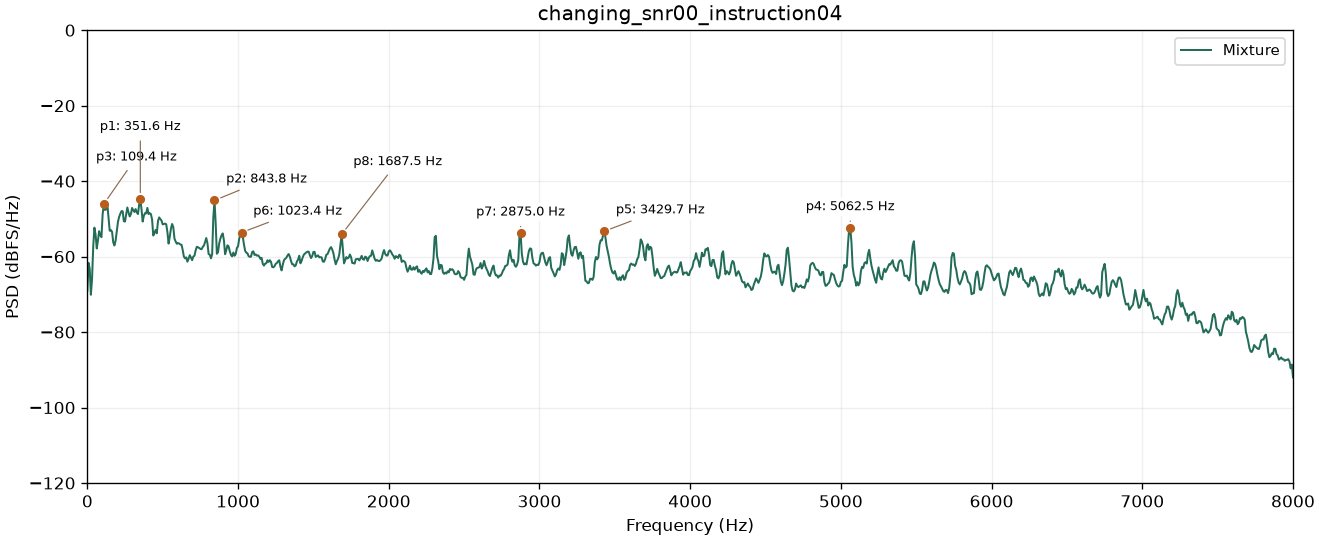 changing_snr00_instruction04
PSD (dBFS/Hz)
0
−20
−40
−60
−80
−100
−120
Mixture
p1: 351.6 Hz
p3: 109.4 Hz
p8: 1687.5 Hz
p2: 843.8 Hz
p6: 1023.4 Hz
p7: 2875.0 Hz
p5: 3429.7 Hz
p4: 5062.5 Hz
0
1000
2000
3000
4000
5000
6000
7000
8000
Frequency (Hz)